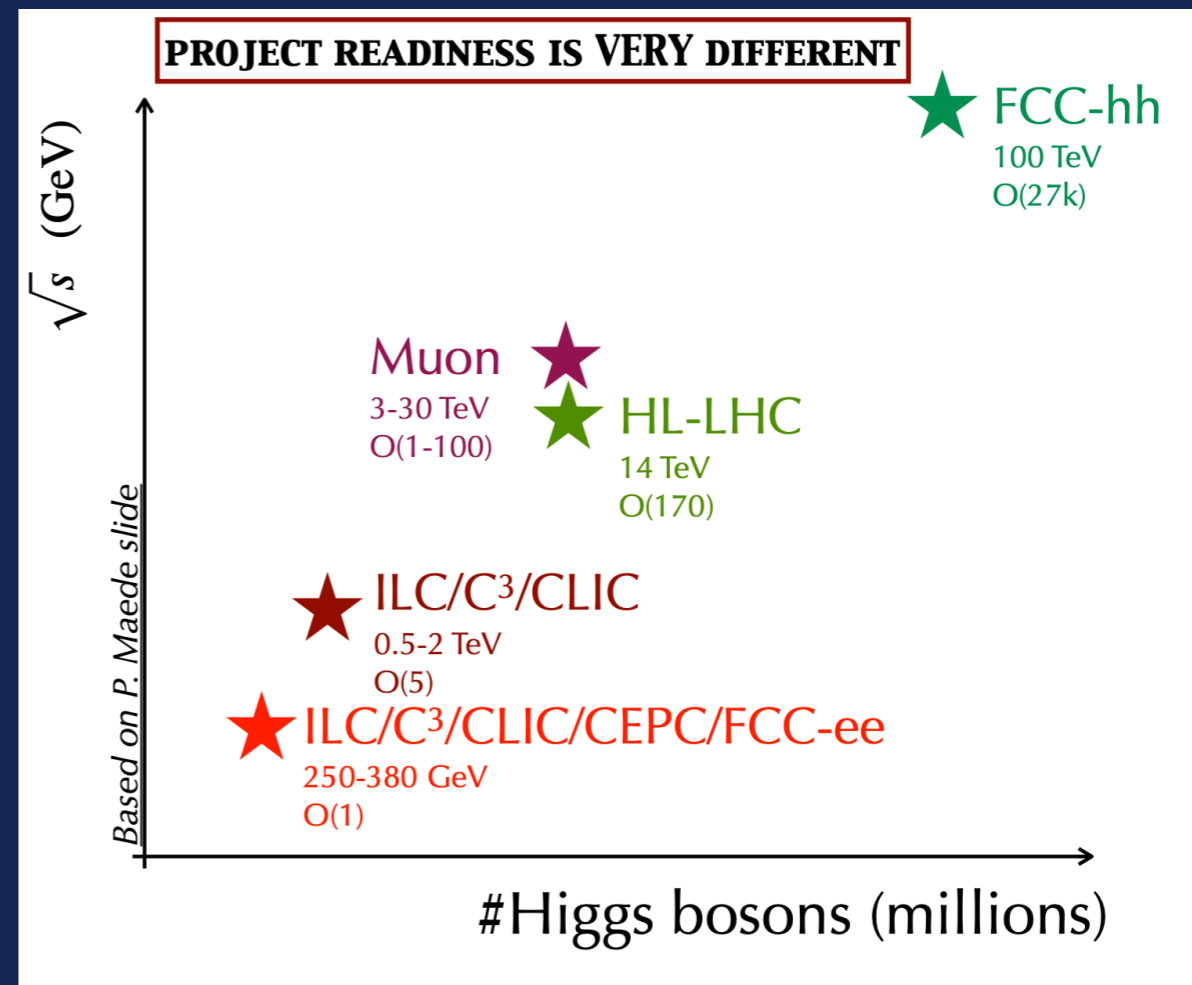 PROJECT READINESS IS VERY DIFFERENT
√s (GeV)
FCC-hh
100 TeV
O(27k)
Muon
3-30 TeV
O(1-100)
HL-LHC
14 TeV
O(170)
Based on P. Maede slide
ILC/C³/CLIC
0.5-2 TeV
O(5)
ILC/C³/CLIC/CEPC/FCC-ee
250-380 GeV
O(1)
#Higgs bosons (millions)